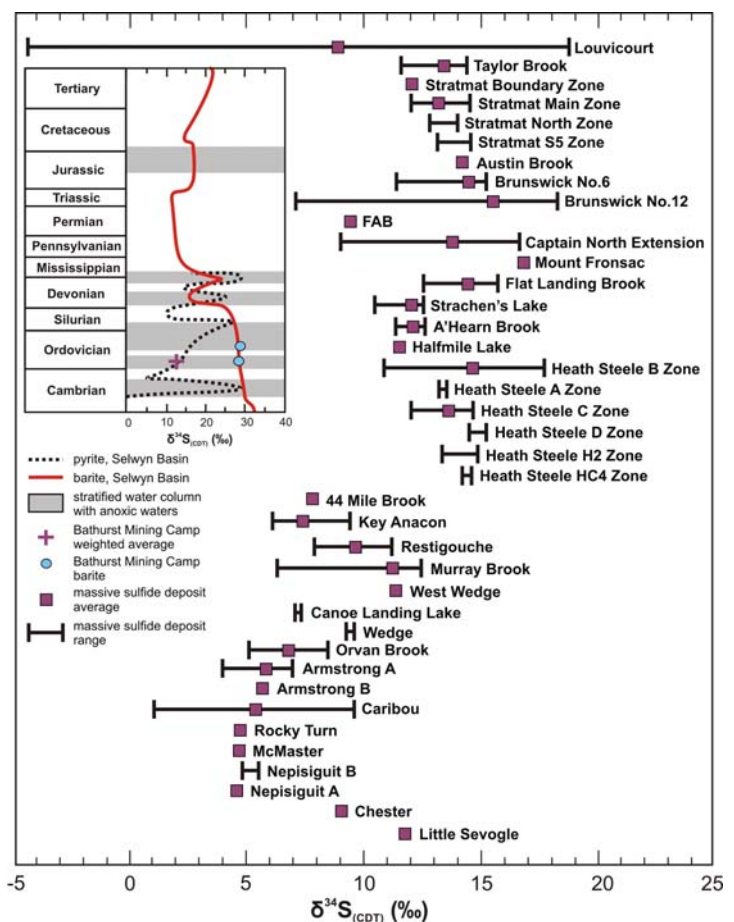 Louvicourt
Taylor Brook
Stratmat Boundary Zone
Stratmat Main Zone
Stratmat North Zone
Stratmat S5 Zone
Austin Brook
Brunswick No.6
Brunswick No.12
FAB
Captain North Extension
Mount Fronsac
Flat Landing Brook
Strachen's Lake
A'Hearn Brook
Halfmile Lake
Heath Steele B Zone
Heath Steele A Zone
Heath Steele C Zone
Heath Steele D Zone
Heath Steele H2 Zone
Heath Steele HC4 Zone
44 Mile Brook
Key Anacon
Restigouche
Murray Brook
West Wedge
Canoe Landing Lake
Wedge
Orvan Brook
Armstrong A
Armstrong B
Caribou
Rocky Turn
McMaster
Nepisiguit B
Nepisiguit A
Chester
Little Sevogle
Tertiary
Cretaceous
Jurassic
Triassic
Permian
Pennsylvanian
Mississippian
Devonian
Silurian
Ordovician
Cambrian
0 10 20 30 40
δ34S(CDT) (‰)
pyrite, Selwyn Basin
barite, Selwyn Basin
stratified water column
with anoxic waters
Bathurst Mining Camp
weighted average
Bathurst Mining Camp
barite
massive sulfide deposit
average
massive sulfide deposit
range
-5 0 5 10 15 20 25
δ34S(CDT) (‰)